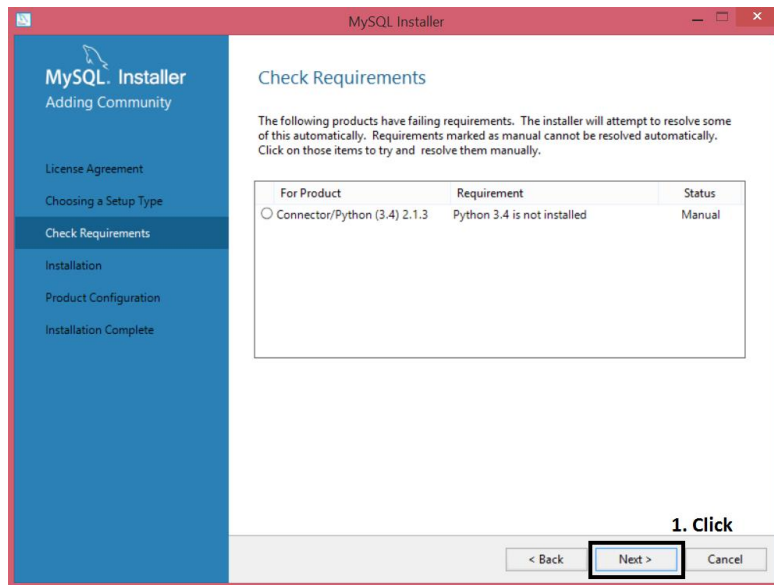 MySQL Installer
MySQL. Installer
Adding Community
License Agreement
Choosing a Setup Type
Check Requirements
Installation
Product Configuration
Installation Complete
Check Requirements
The following products have failing requirements. The installer will attempt to resolve some
of this automatically. Requirements marked as manual cannot be resolved automatically.
Click on those items to try and resolve them manually.
For Product Requirement Status
Connector/Python (3.4) 2.1.3 Python 3.4 is not installed Manual
1. Click
< Back Next > Cancel